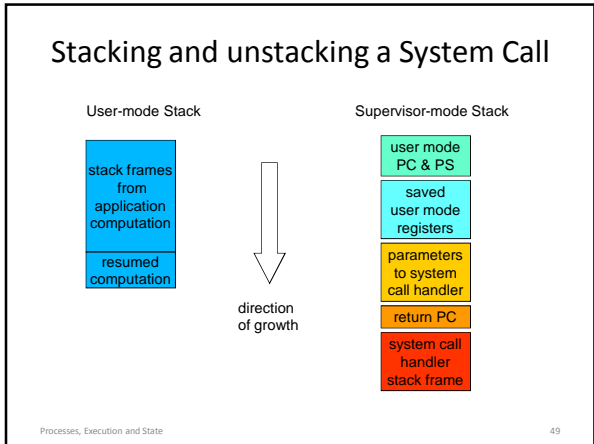 Stacking and unstacking a System Call
User-mode Stack
stack frames
from
application
computation
resumed
computation
direction
of growth
Supervisor-mode Stack
user mode
PC & PS
saved
user mode
registers
parameters
to system
call handler
return PC
system call
handler
stack frame
Processes, Execution and State
49